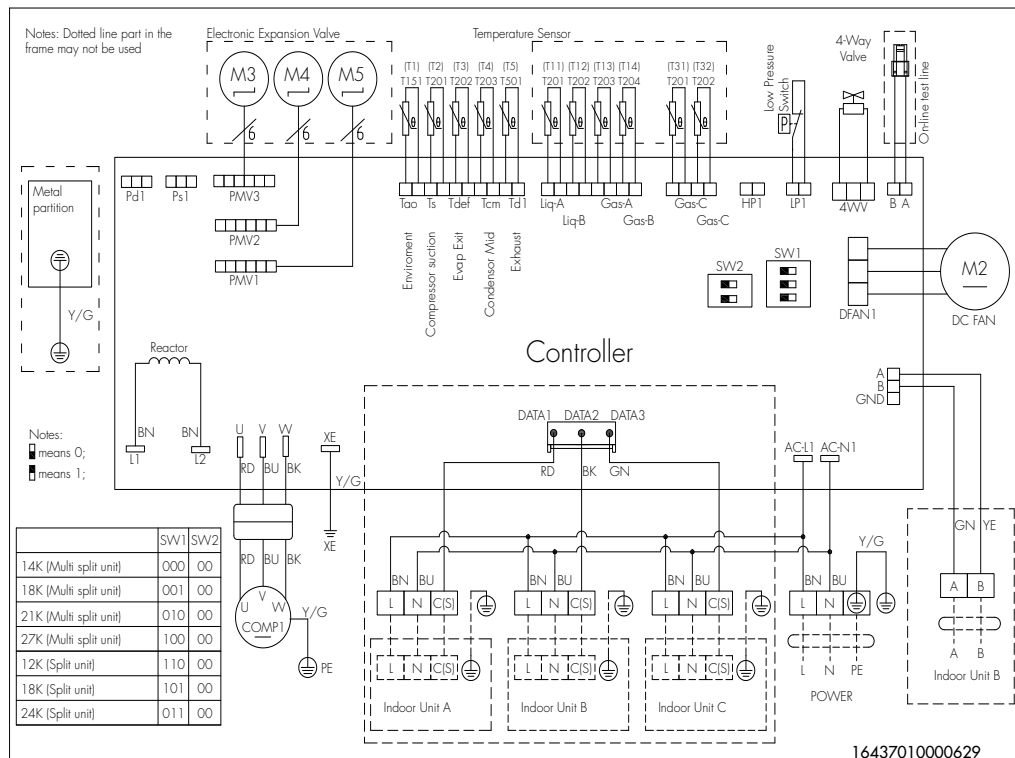 Notes: Dotted line part in the
frame may not be used
Electronic Expansion Valve
M3 M4 M5
6 6 6
Temperature Sensor
(T1) (T2) (T3) (T4) (T5)
T151 T201 T202 T203 T501
θ θ θ θ θ
(T11) (T12) (T13) (T14)
T201 T202 T203 T204
θ θ θ θ
(T31) (T32)
T201 T202
θ θ
Low Pressure
Switch
P
4-Way
Valve
On-line test line
Metal
partition
Y/G
Pd1 Ps1 PMV3
PMV2
PMV1
Tao Ts Tdef Tcm Td1
Enviroment
Compressor suction
Evap Exit
Condensor Mid
Exhaust
Liq-A Gas-A
Liq-B Gas-B
Gas-C
Gas-C
HP1 LP1 4WV B A
SW2 SW1
DFAN1
M2
DC FAN
Reactor
BN BN
L1 L2
Controller
A
B
GND
Notes:
means 0;
means 1;
U V W
RD BU BK
XE
Y/G
XE
DATA1 DATA2 DATA3
RD BK GN
AC-L1 AC-N1
Y/G
GN YE
SW1 SW2
14K (Multi split unit) 000 00
18K (Multi split unit) 001 00
21K (Multi split unit) 010 00
27K (Multi split unit) 100 00
12K (Split unit) 110 00
18K (Split unit) 101 00
24K (Split unit) 011 00
RD BU BK
U V W
COMP1
Y/G
PE
BN BU BN BU BN BU BN BU
L N C(S) L N C(S) L N C(S) L N
L N C(S) L N C(S) L N C(S) L N PE
Indoor Unit A Indoor Unit B Indoor Unit C POWER
A B
A B
Indoor Unit B
16437010000629